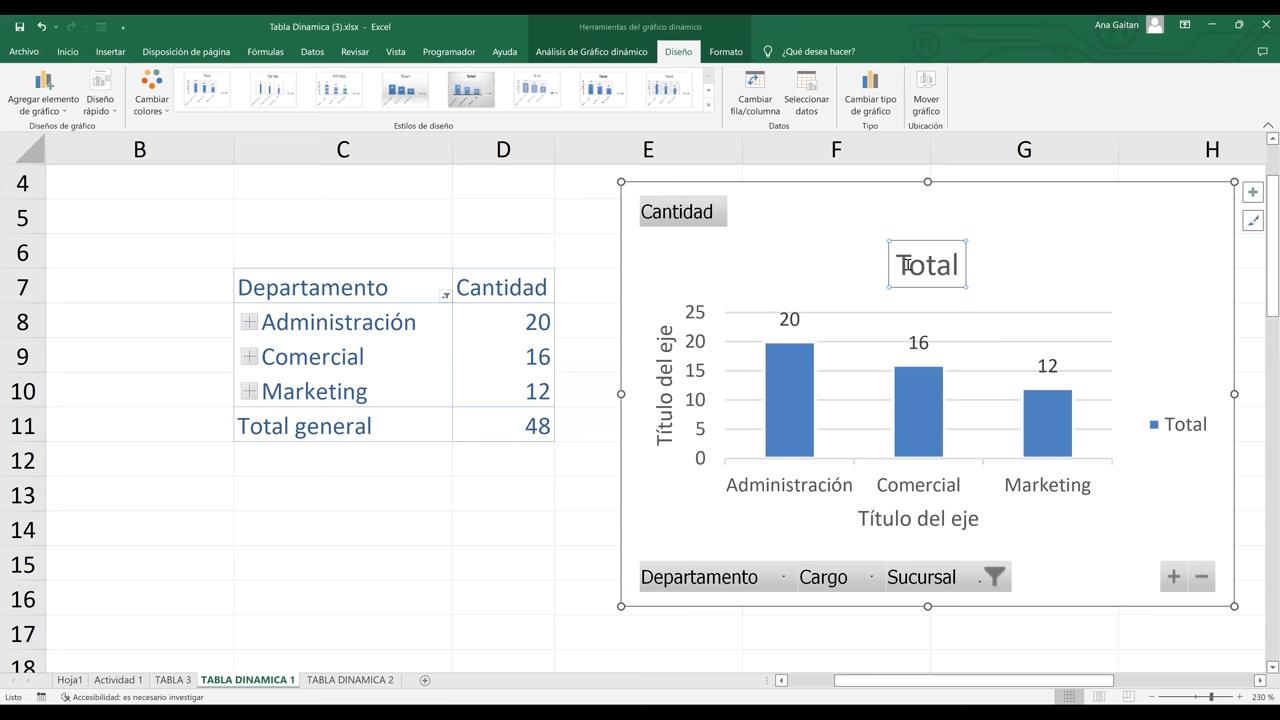 Tabla Dinamica (3).xlsx - Excel
Herramientas del gráfico dinámico
Ana Gaitan
Archivo Inicio Insertar Disposición de página Fórmulas Datos Revisar Vista Programador Ayuda Análisis de Gráfico dinámico Diseño Formato ¿Qué desea hacer?
Agregar elemento de gráfico
Diseño rápido
Cambiar colores
Cambiar fila/columna
Seleccionar datos
Cambiar tipo de gráfico
Mover gráfico
Diseños de gráfico Estilos de diseño Datos Tipo Ubicación
B C D E F G H
4
5
6
7 Departamento Cantidad
8 Administración 20
9 Comercial 16
10 Marketing 12
11 Total general 48
12
13
14
15
16
17
18
Cantidad
Total
25
20
15
10
5
0
Título del eje
20 16 12
Total
Administración Comercial Marketing
Título del eje
Departamento Cargo Sucursal
Hoja1 Actividad 1 TABLA 3 TABLA DINAMICA 1 TABLA DINAMICA 2
Listo Accesibilidad: es necesario investigar 230 %